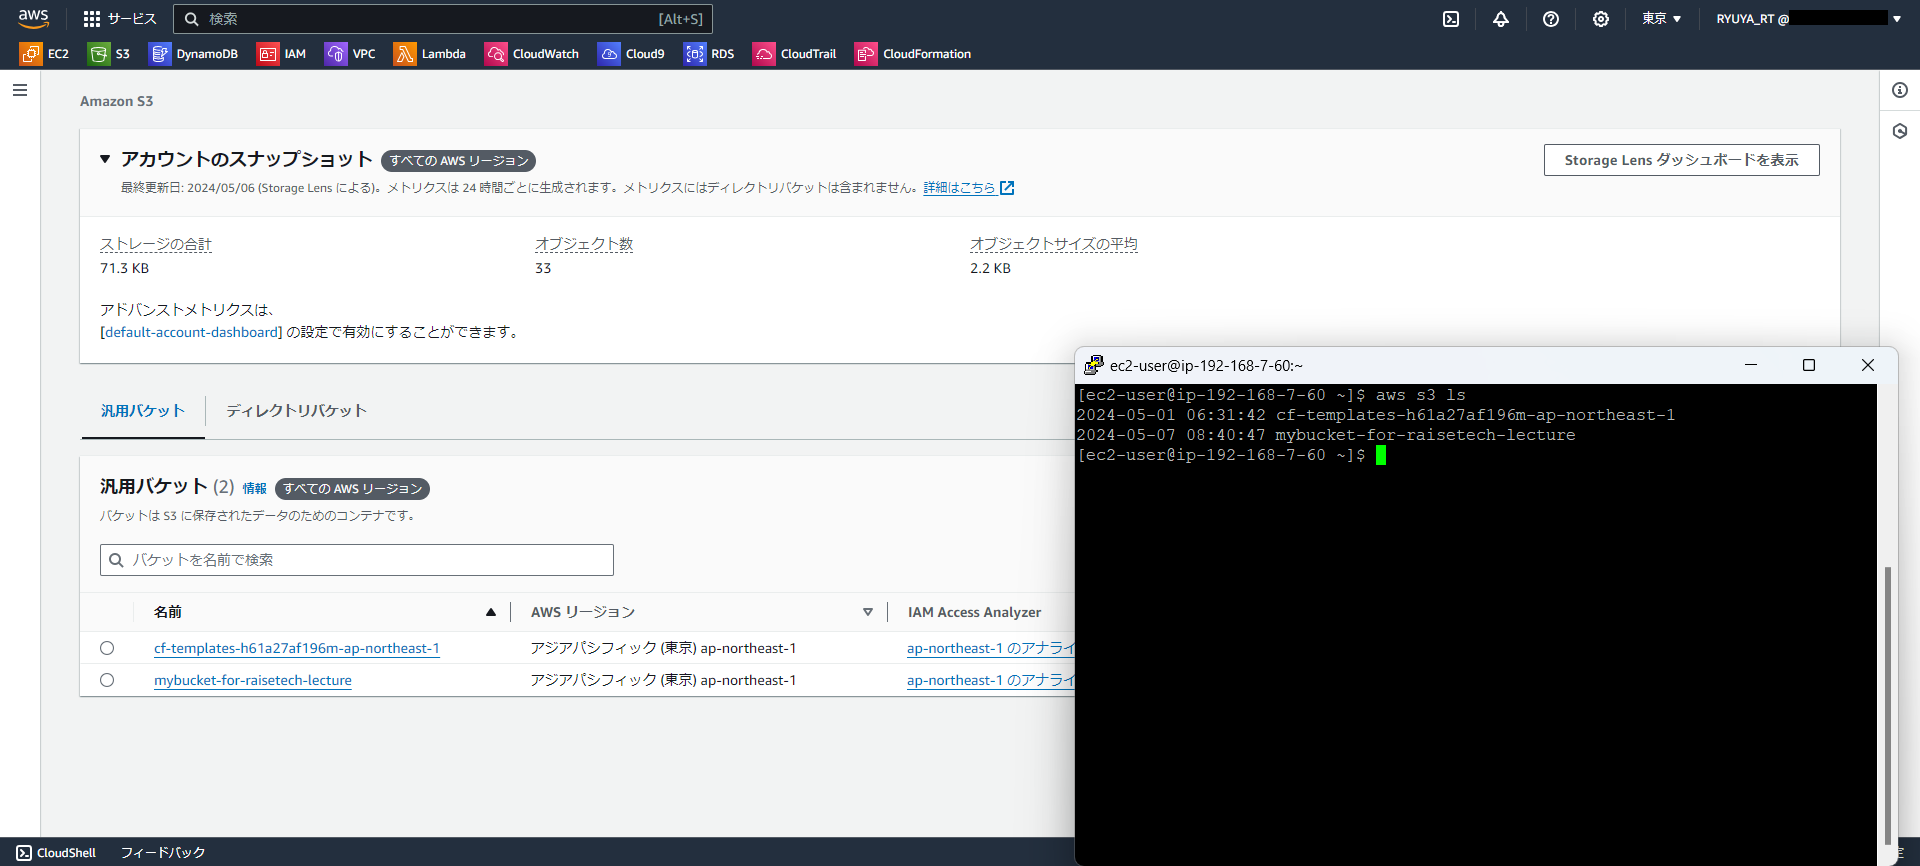 aws サービス 検索 [Alt+S] 東京 RYUYA_RT @
EC2 S3 DynamoDB IAM VPC Lambda CloudWatch Cloud9 RDS CloudTrail CloudFormation
Amazon S3
アカウントのスナップショット すべての AWS リージョン
Storage Lens ダッシュボードを表示
最終更新日: 2024/05/06 (Storage Lens による)。メトリクスは 24 時間ごとに生成されます。メトリクスにはディレクトリバケットは含まれません。詳細はこちら
ストレージの合計 オブジェクト数 オブジェクトサイズの平均
71.3 KB 33 2.2 KB
アドバンストメトリクスは、
[default-account-dashboard] の設定で有効にすることができます。
汎用バケット ディレクトリバケット
汎用バケット (2) 情報 すべての AWS リージョン
バケットは S3 に保存されたデータのためのコンテナです。
バケットを名前で検索
名前 AWS リージョン IAM Access Analyzer
cf-templates-h61a27af196m-ap-northeast-1 アジアパシフィック (東京) ap-northeast-1 ap-northeast-1 のアナライ
mybucket-for-raisetech-lecture アジアパシフィック (東京) ap-northeast-1 ap-northeast-1 のアナライ
ec2-user@ip-192-168-7-60:~
[ec2-user@ip-192-168-7-60 ~]$ aws s3 ls
2024-05-01 06:31:42 cf-templates-h61a27af196m-ap-northeast-1
2024-05-07 08:40:47 mybucket-for-raisetech-lecture
[ec2-user@ip-192-168-7-60 ~]$
CloudShell フィードバック